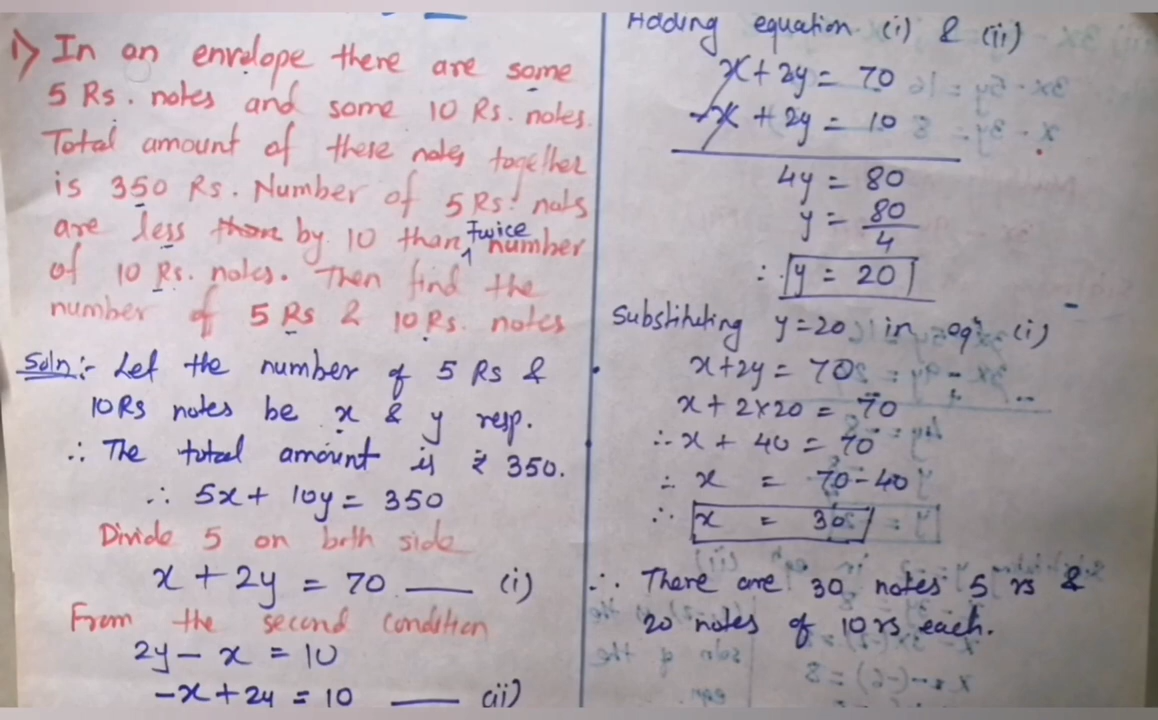 1) In an envelope there are some
5 Rs. notes and some 10 Rs. notes.
Total amount of these notes together
is 350 Rs. Number of 5 Rs. nots
are less than by 10 than twice number
of 10 Rs. notes. Then find the
number of 5 Rs & 10 Rs. notes
Soln:- Let the number of 5 Rs &
10Rs notes be x & y resp.
∴ The total amount is ₹ 350.
∴ 5x + 10y = 350
Divide 5 on both side
x + 2y = 70 —— (i)
From the second condition
2y - x = 10
-x + 2y = 10 —— (ii)
Adding equation (i) & (ii)
x + 2y = 70
-x + 2y = 10
4y = 80
y = 80/4
∴ y = 20
Substituting y=20 in eqn (i)
x+2y = 70
x + 2×20 = 70
∴ x + 40 = 70
∴ x = 70-40
∴ x = 30
∴ There are 30 notes 5 rs &
20 notes of 10 rs each.